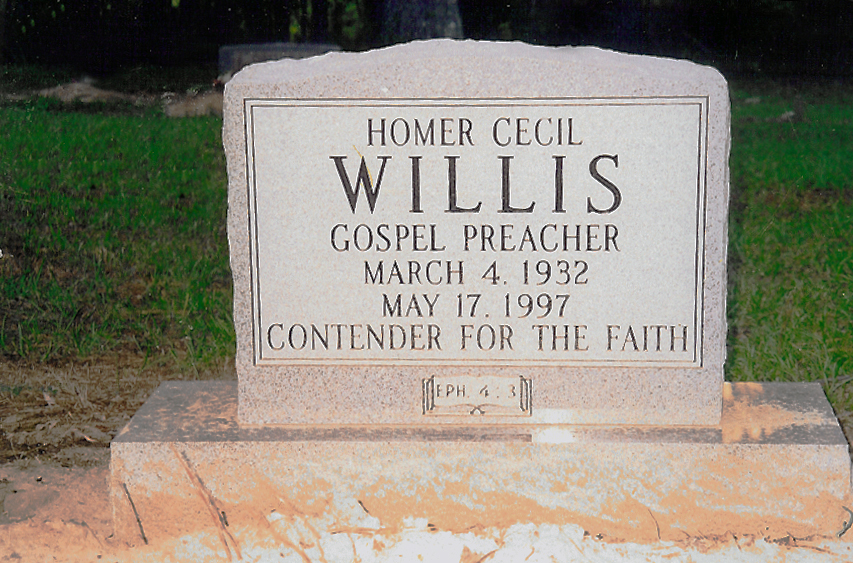 HOMER CECIL
WILLIS
GOSPEL PREACHER
MARCH 4, 1932
MAY 17, 1997
CONTENDER FOR THE FAITH
EPH. 4:3